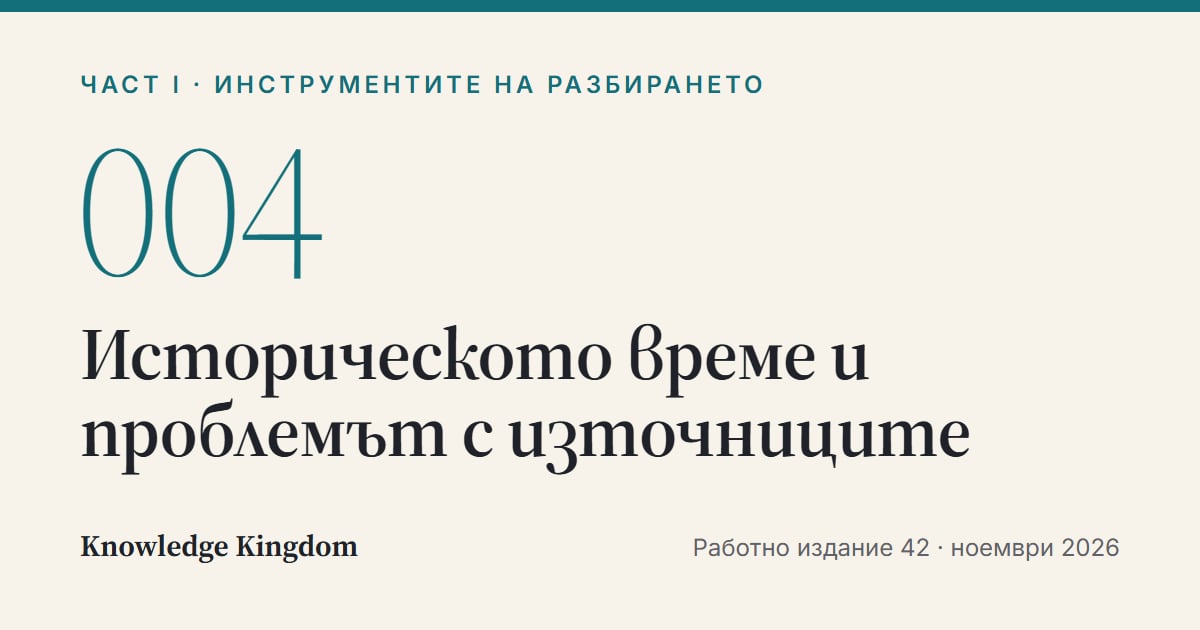 ЧАСТ I · ИНСТРУМЕНТИТЕ НА РАЗБИРАНЕТО
004
Историческото време и
проблемът с източниците
Knowledge Kingdom
Работно издание 42 · ноември 2026